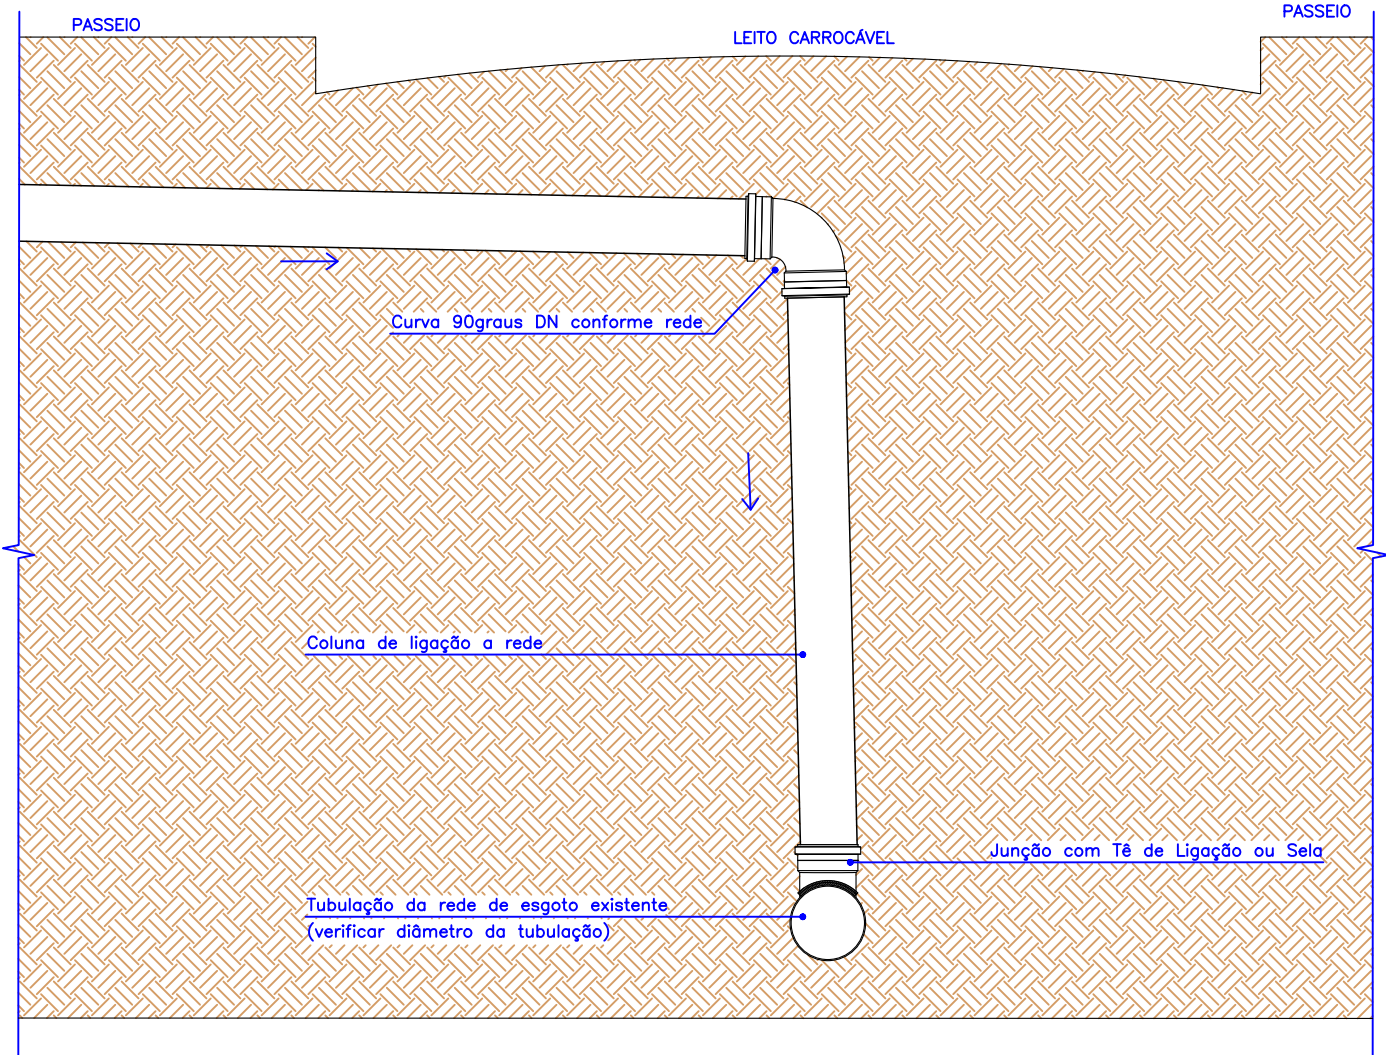 PASSEIO
PASSEIO
LEITO CARROCÁVEL
Curva 90graus DN conforme rede
Coluna de ligação a rede
Junção com Tê de Ligação ou Sela
Tubulação da rede de esgoto existente
(verificar diâmetro da tubulação)